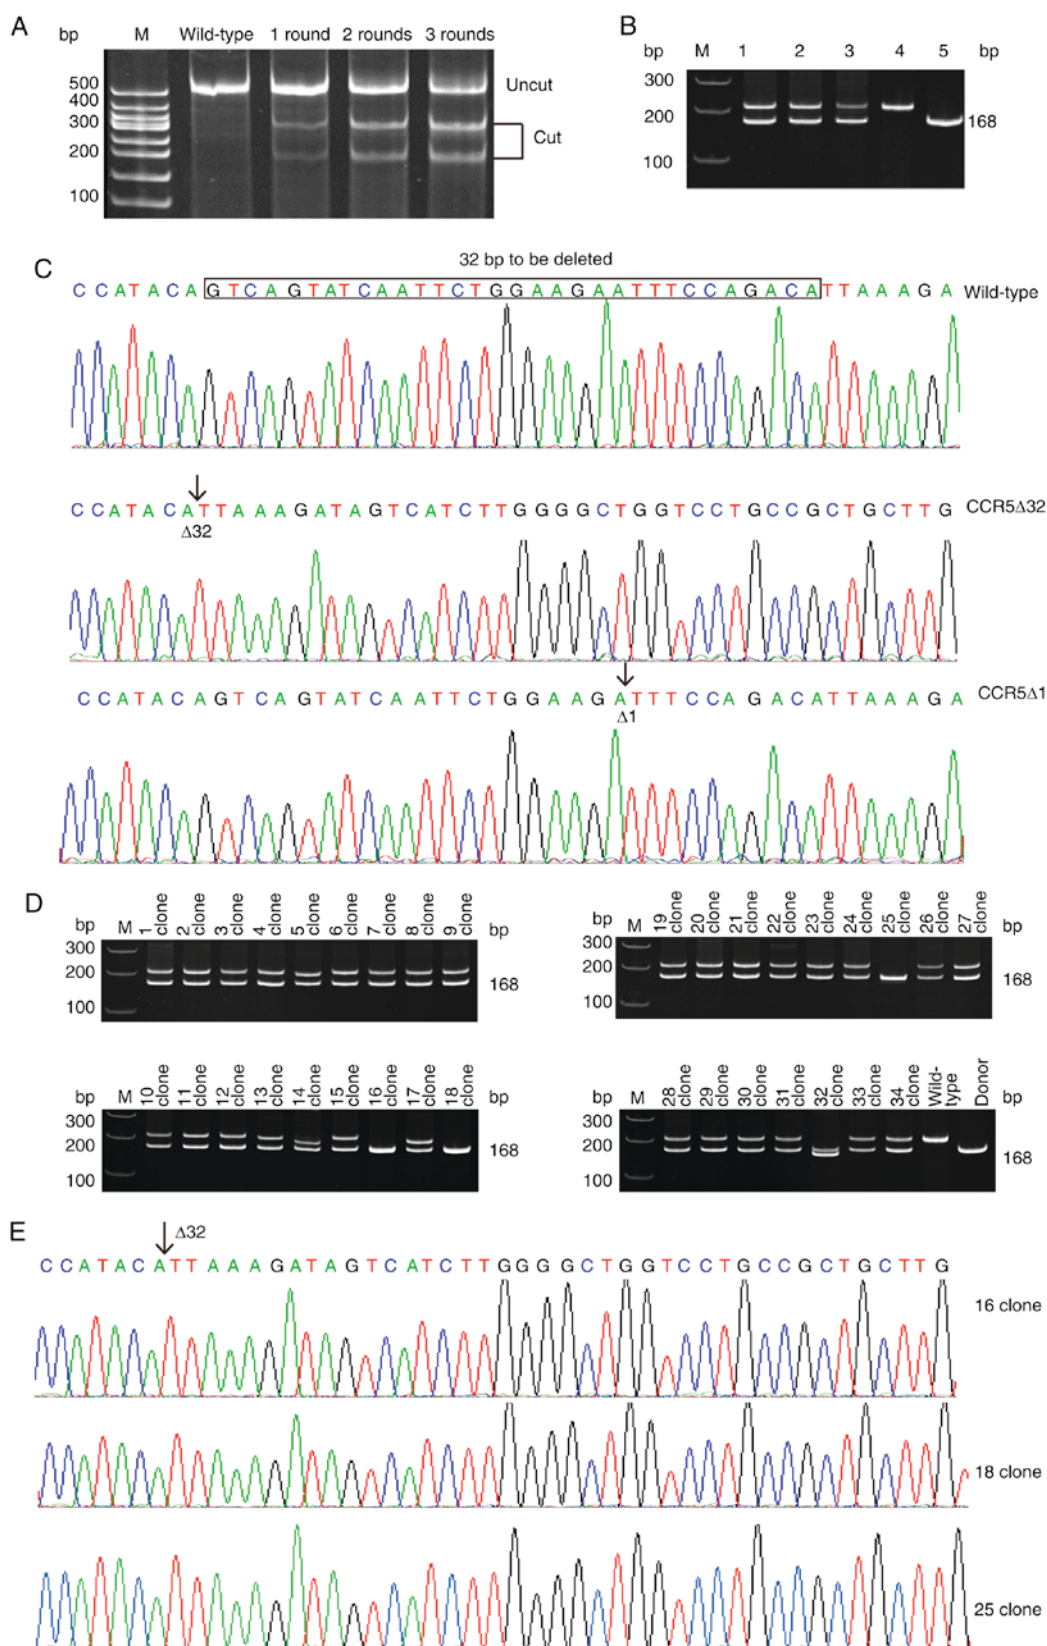 A
bp M Wild-type 1 round 2 rounds 3 rounds
500
400
300
200
100
Uncut
Cut
B
bp M 1 2 3 4 5 bp
300
200
100
168
C
32 bp to be deleted
CCATACAGTCAGTATCAATTCTGGAAGAATTTCCAGACATTAAAGA Wild-type
CCATACATTAAAGATAGTCATCTTGGGGCTGGTCCTGCCGCTGCTTG CCR5Δ32
Δ32
CCATACAGTCAGTATCAATTCTGGAAGATTTCCAGACATTAAAGA CCR5Δ1
Δ1
D
bp M 1 clone 2 clone 3 clone 4 clone 5 clone 6 clone 7 clone 8 clone 9 clone bp
300
200
100
168
bp M 19 clone 20 clone 21 clone 22 clone 23 clone 24 clone 25 clone 26 clone 27 clone bp
300
200
100
168
bp M 10 clone 11 clone 12 clone 13 clone 14 clone 15 clone 16 clone 17 clone 18 clone bp
300
200
100
168
bp M 28 clone 29 clone 30 clone 31 clone 32 clone 33 clone 34 clone Wild-type Donor bp
300
200
100
168
E
Δ32
CCATACATTAAAGATAGTCATCTTGGGGCTGGTCCTGCCGCTGCTTG
16 clone
18 clone
25 clone